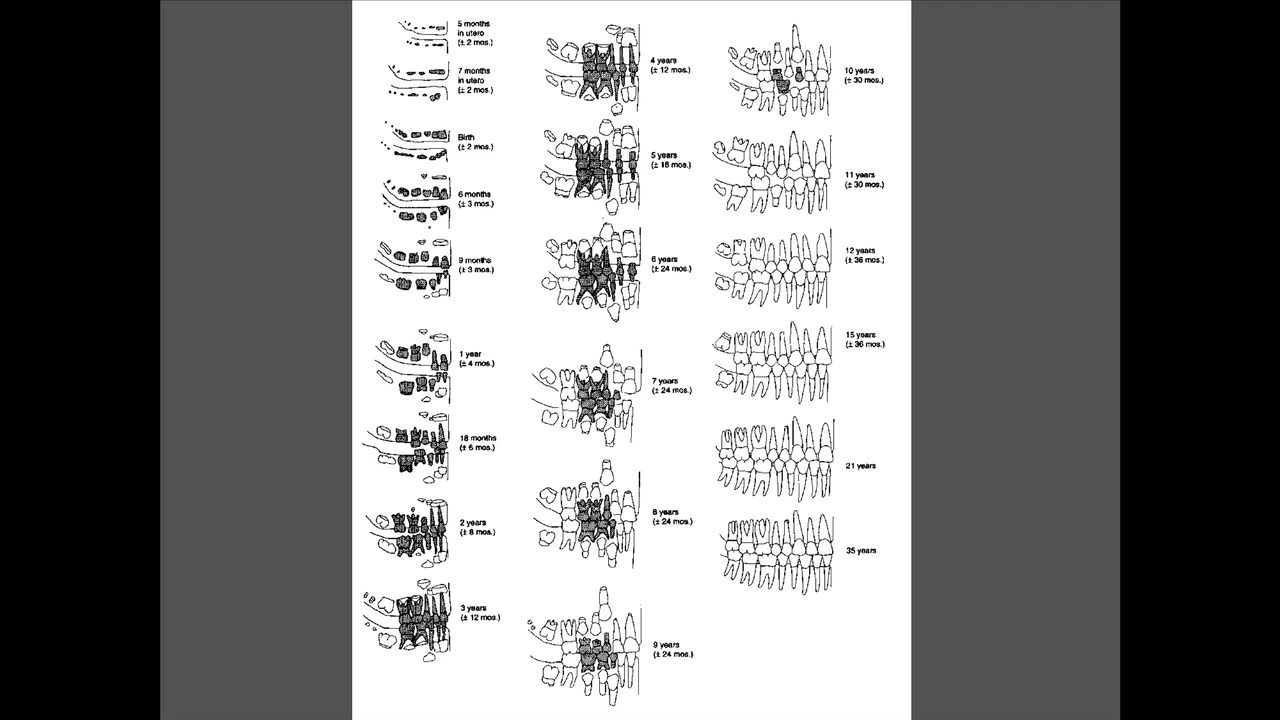 5 months
in utero
(± 2 mos.)
7 months
in utero
(± 2 mos.)
Birth
(± 2 mos.)
6 months
(± 3 mos.)
9 months
(± 3 mos.)
1 year
(± 4 mos.)
18 months
(± 6 mos.)
2 years
(± 8 mos.)
3 years
(± 12 mos.)
4 years
(± 12 mos.)
5 years
(± 16 mos.)
6 years
(± 24 mos.)
7 years
(± 24 mos.)
8 years
(± 24 mos.)
9 years
(± 24 mos.)
10 years
(± 30 mos.)
11 years
(± 30 mos.)
12 years
(± 36 mos.)
15 years
(± 36 mos.)
21 years
35 years